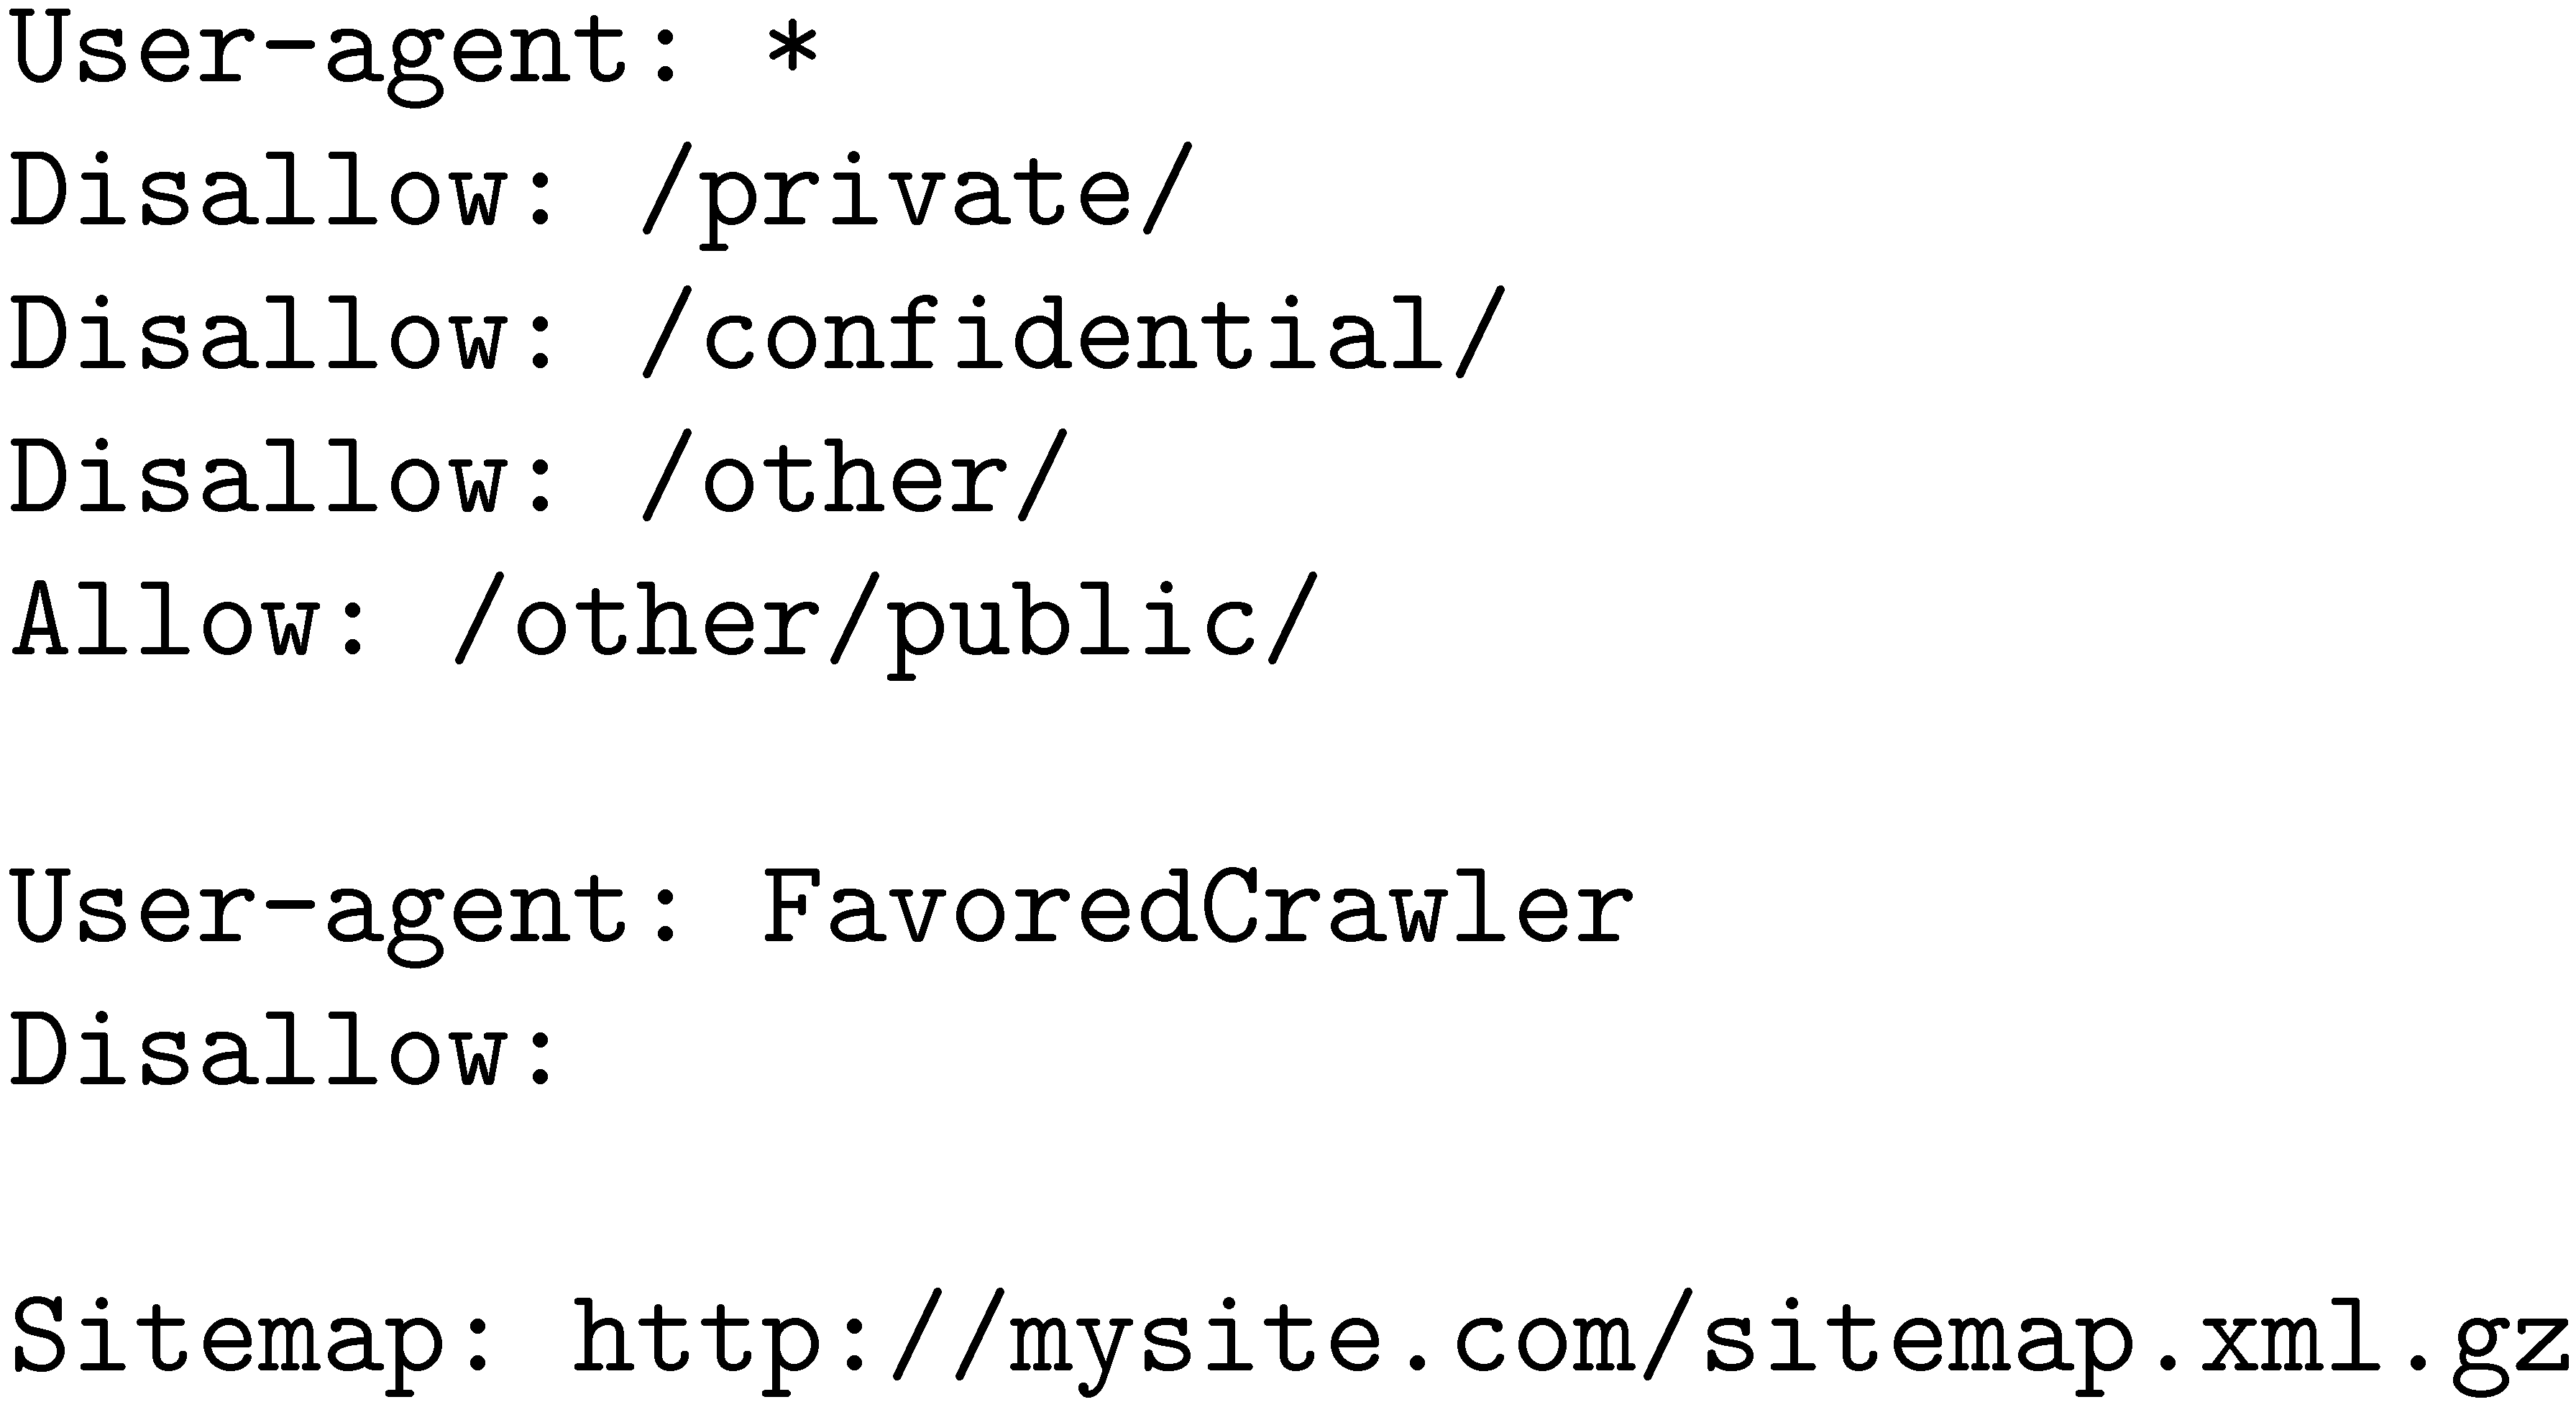 User-agent: *
Disallow: /private/
Disallow: /confidential/
Disallow: /other/
Allow: /other/public/
User-agent: FavoredCrawler
Disallow:
Sitemap: http://mysite.com/sitemap.xml.gz